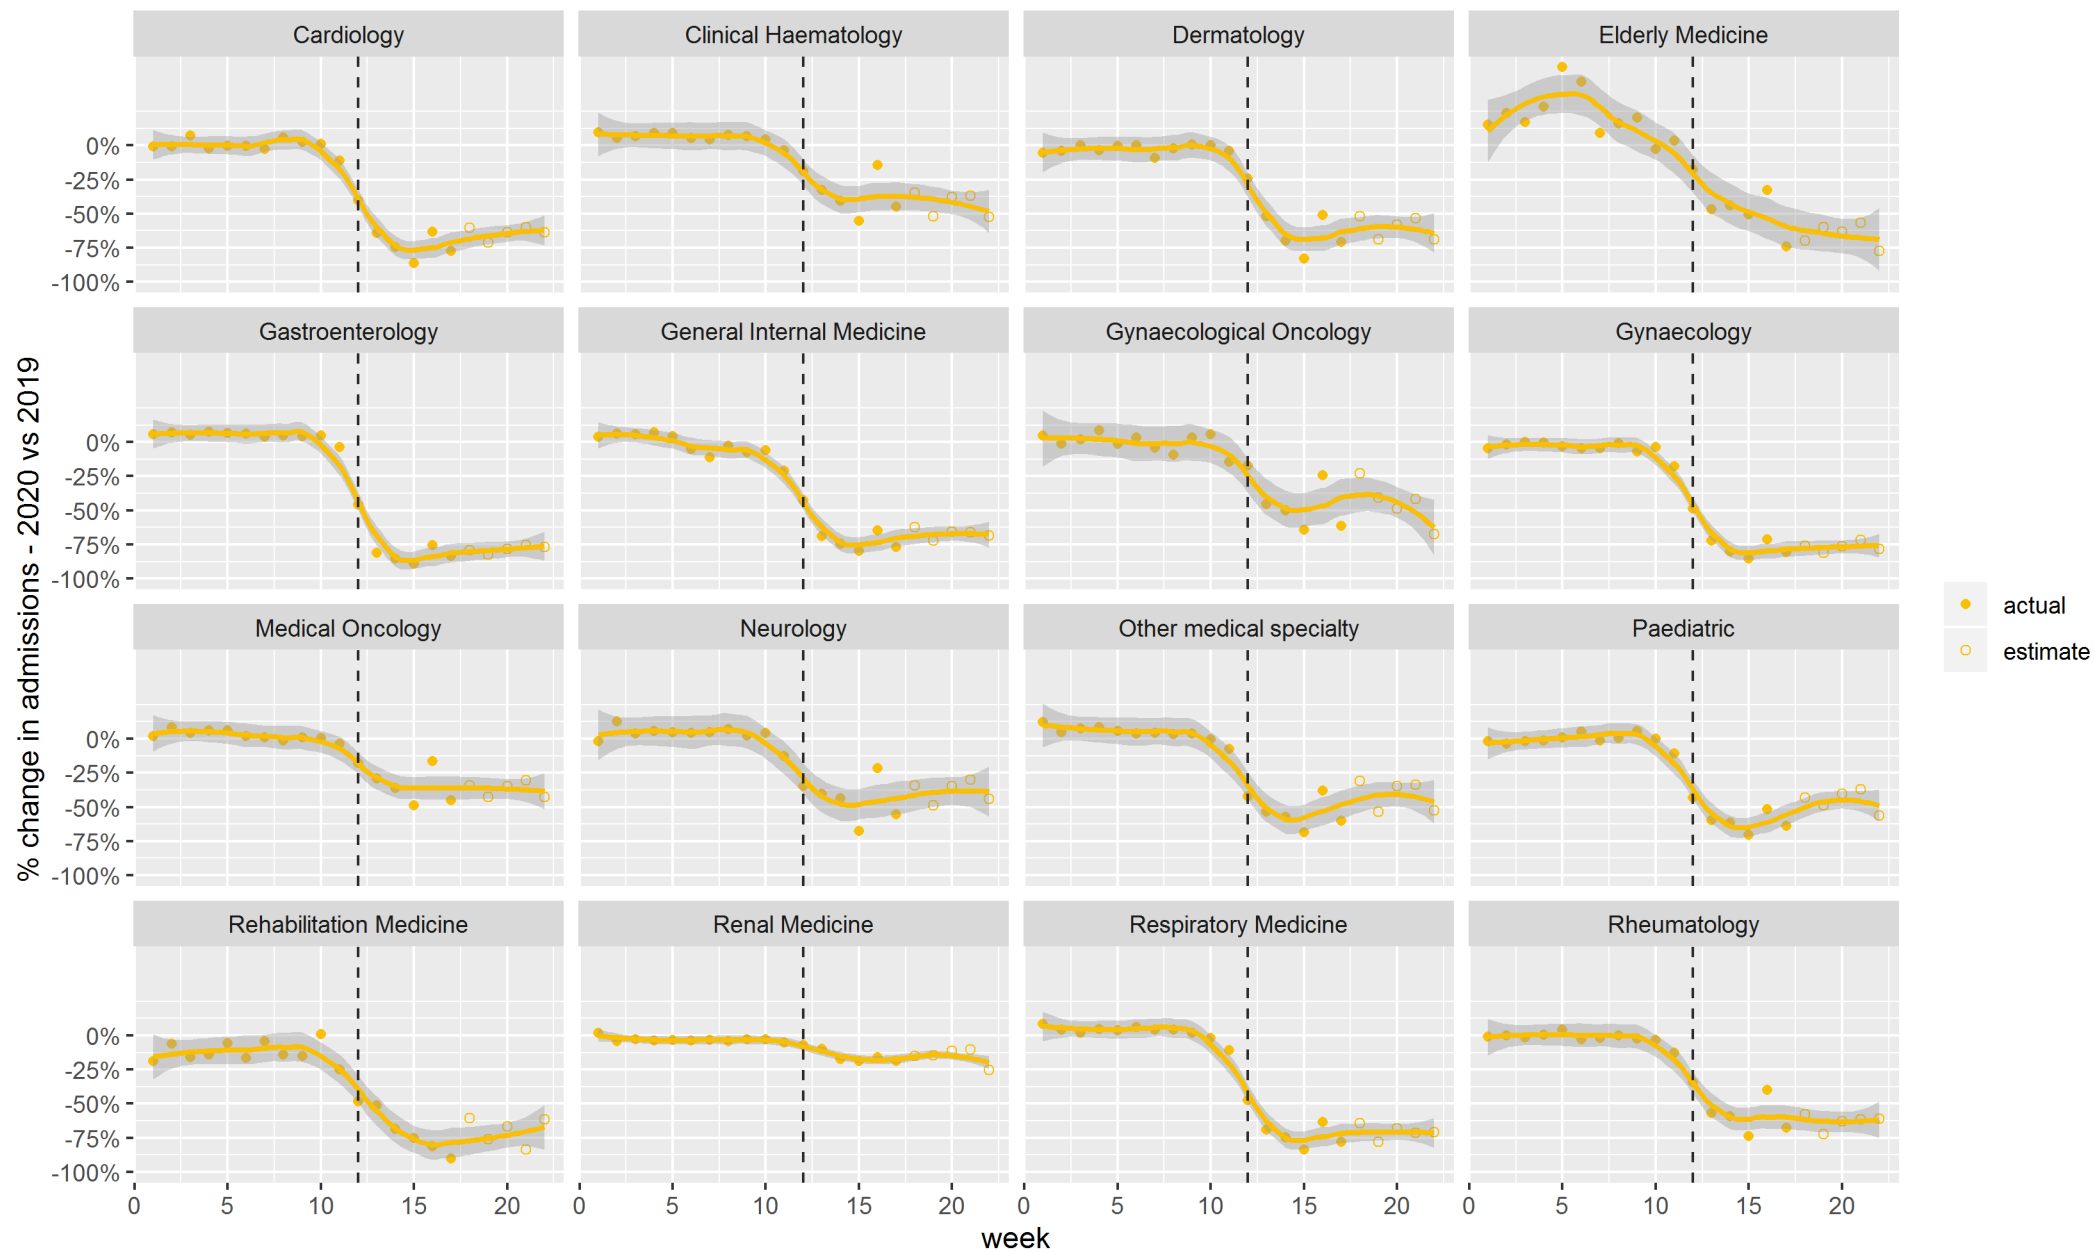 Cardiology
Clinical Haematology
Dermatology
Elderly Medicine
0%
-25%
-50%
-75%
-100%
Gastroenterology
General Internal Medicine
Gynaecological Oncology
Gynaecology
0%
-25%
-50%
-75%
-100%
Medical Oncology
Neurology
Other medical specialty
Paediatric
0%
-25%
-50%
-75%
-100%
Rehabilitation Medicine
Renal Medicine
Respiratory Medicine
Rheumatology
0%
-25%
-50%
-75%
-100%
0 5 10 15 20
0 5 10 15 20
0 5 10 15 20
0 5 10 15 20
week
% change in admissions - 2020 vs 2019
actual
estimate